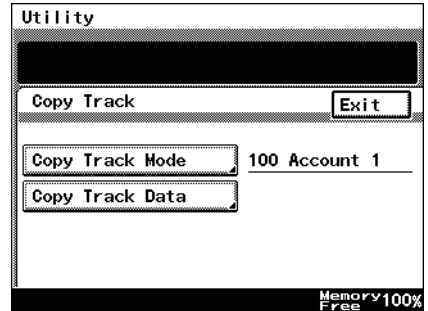 Utility
Copy Track
Exit
Copy Track Mode
100 Account 1
Copy Track Data
Memory Free 100%